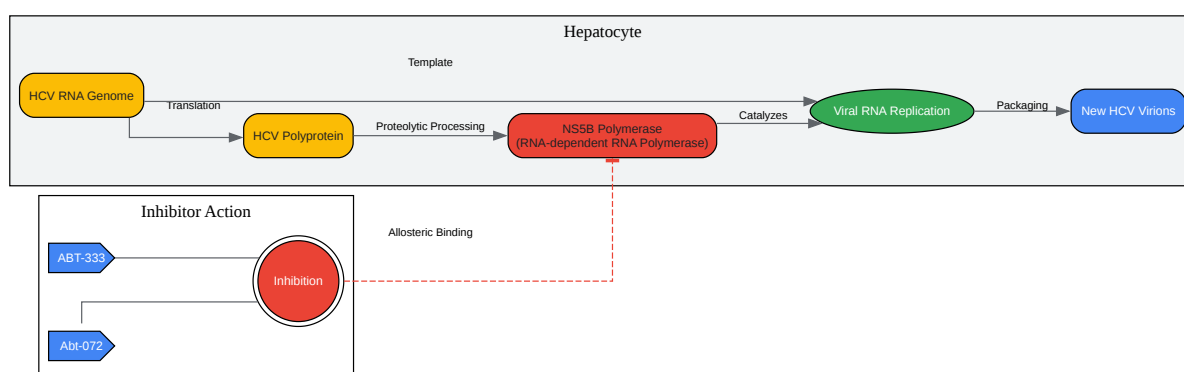 Hepatocyte
Template
HCV RNA Genome
Translation
HCV Polyprotein
Proteolytic Processing
NS5B Polymerase
(RNA-dependent RNA Polymerase)
Catalyzes
Viral RNA Replication
Packaging
New HCV Virions
Inhibitor Action
ABT-333
Abt-072
Inhibition
Allosteric Binding